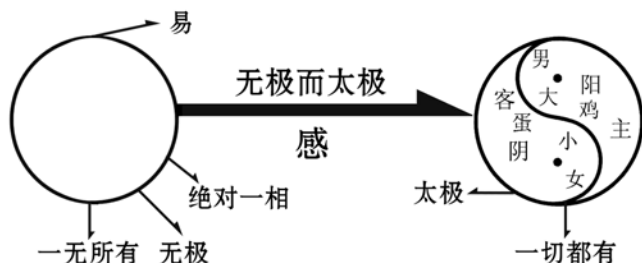 易
无极而太极
感
绝对一相
一无所有
无极
男
大
阳
鸡
客
蛋
阴
主
小
女
太极
一切都有